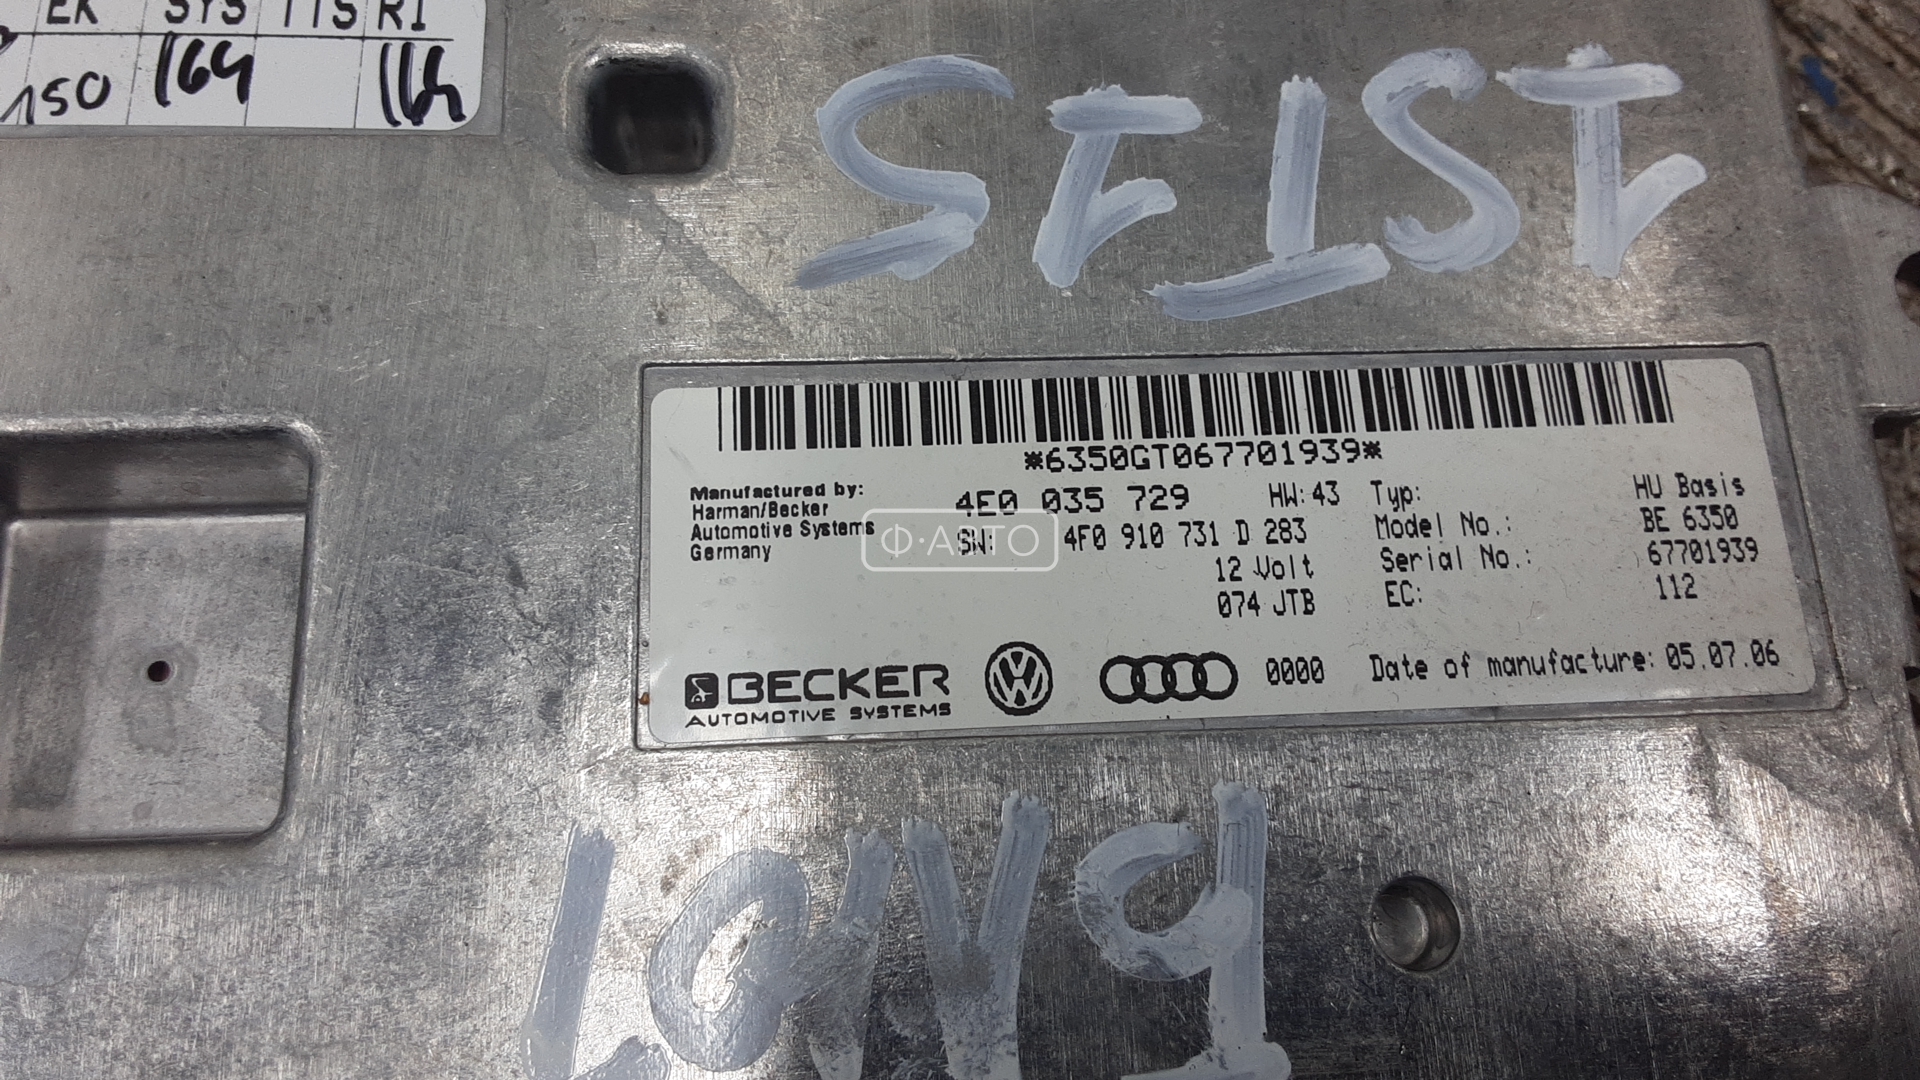 EK SYS TTS RI
150 164 164
*6350GT067701939*
Manufactured by:
Harman/Becker
Automotive Systems
Germany
4E0 035 729 HW: 43
SW: 4F0 910 731 D 283
12 Volt
074 JTB
Typ: HU Basis
Model No.: BE 6350
Serial No.: 67701939
EC: 112
BECKER
AUTOMOTIVE SYSTEMS
0000 Date of manufacture: 05.07.06
Ф·АВТО